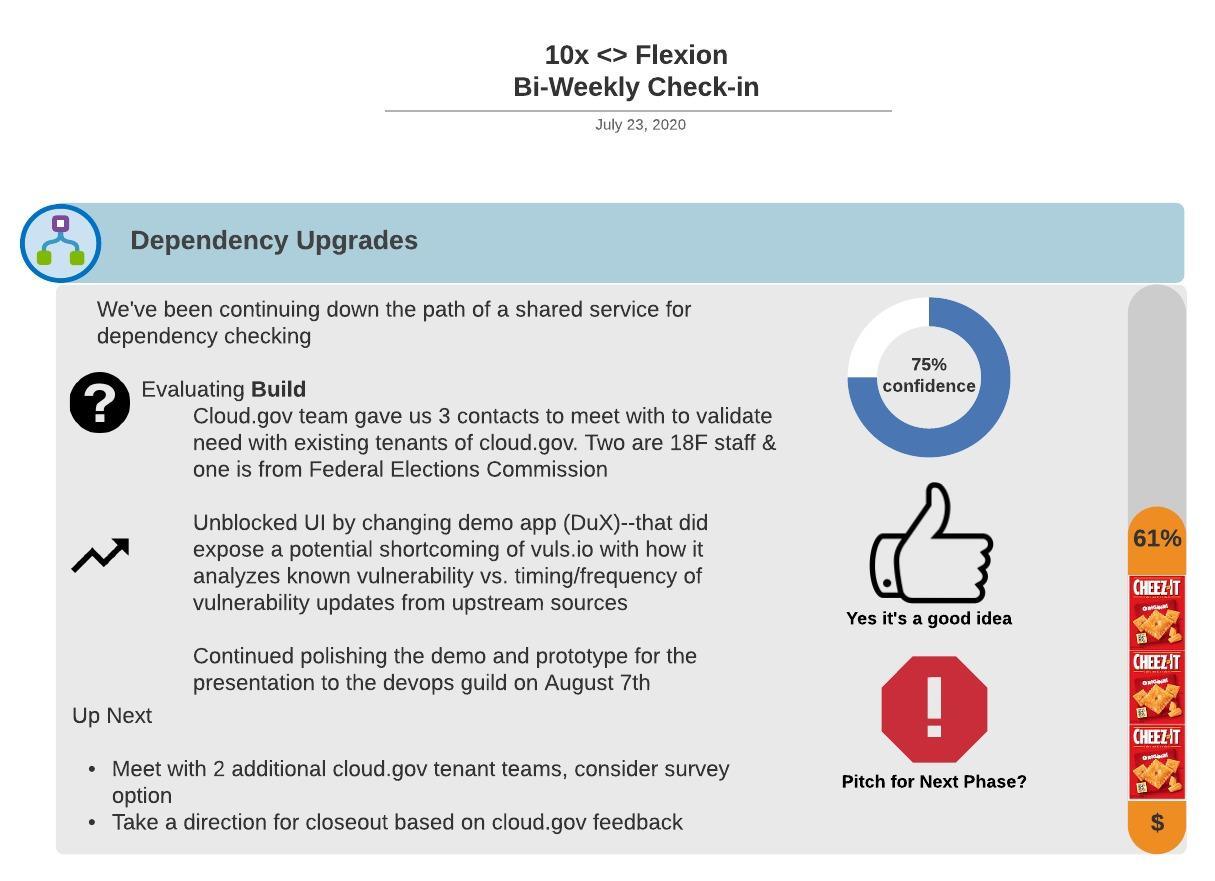 10x <> Flexion
Bi-Weekly Check-in
July 23, 2020
Dependency Upgrades
We've been continuing down the path of a shared service for
dependency checking
Evaluating Build
Cloud.gov team gave us 3 contacts to meet with to validate
need with existing tenants of cloud.gov. Two are 18F staff &
one is from Federal Elections Commission
Unblocked UI by changing demo app (DuX)--that did
expose a potential shortcoming of vuls.io with how it
analyzes known vulnerability vs. timing/frequency of
vulnerability updates from upstream sources
Continued polishing the demo and prototype for the
presentation to the devops guild on August 7th
Up Next
• Meet with 2 additional cloud.gov tenant teams, consider survey
option
• Take a direction for closeout based on cloud.gov feedback
75%
confidence
Yes it's a good idea
!
Pitch for Next Phase?
61%
CHEEZ-IT
ORIGINAL
CHEEZ-IT
ORIGINAL
CHEEZ-IT
ORIGINAL
$